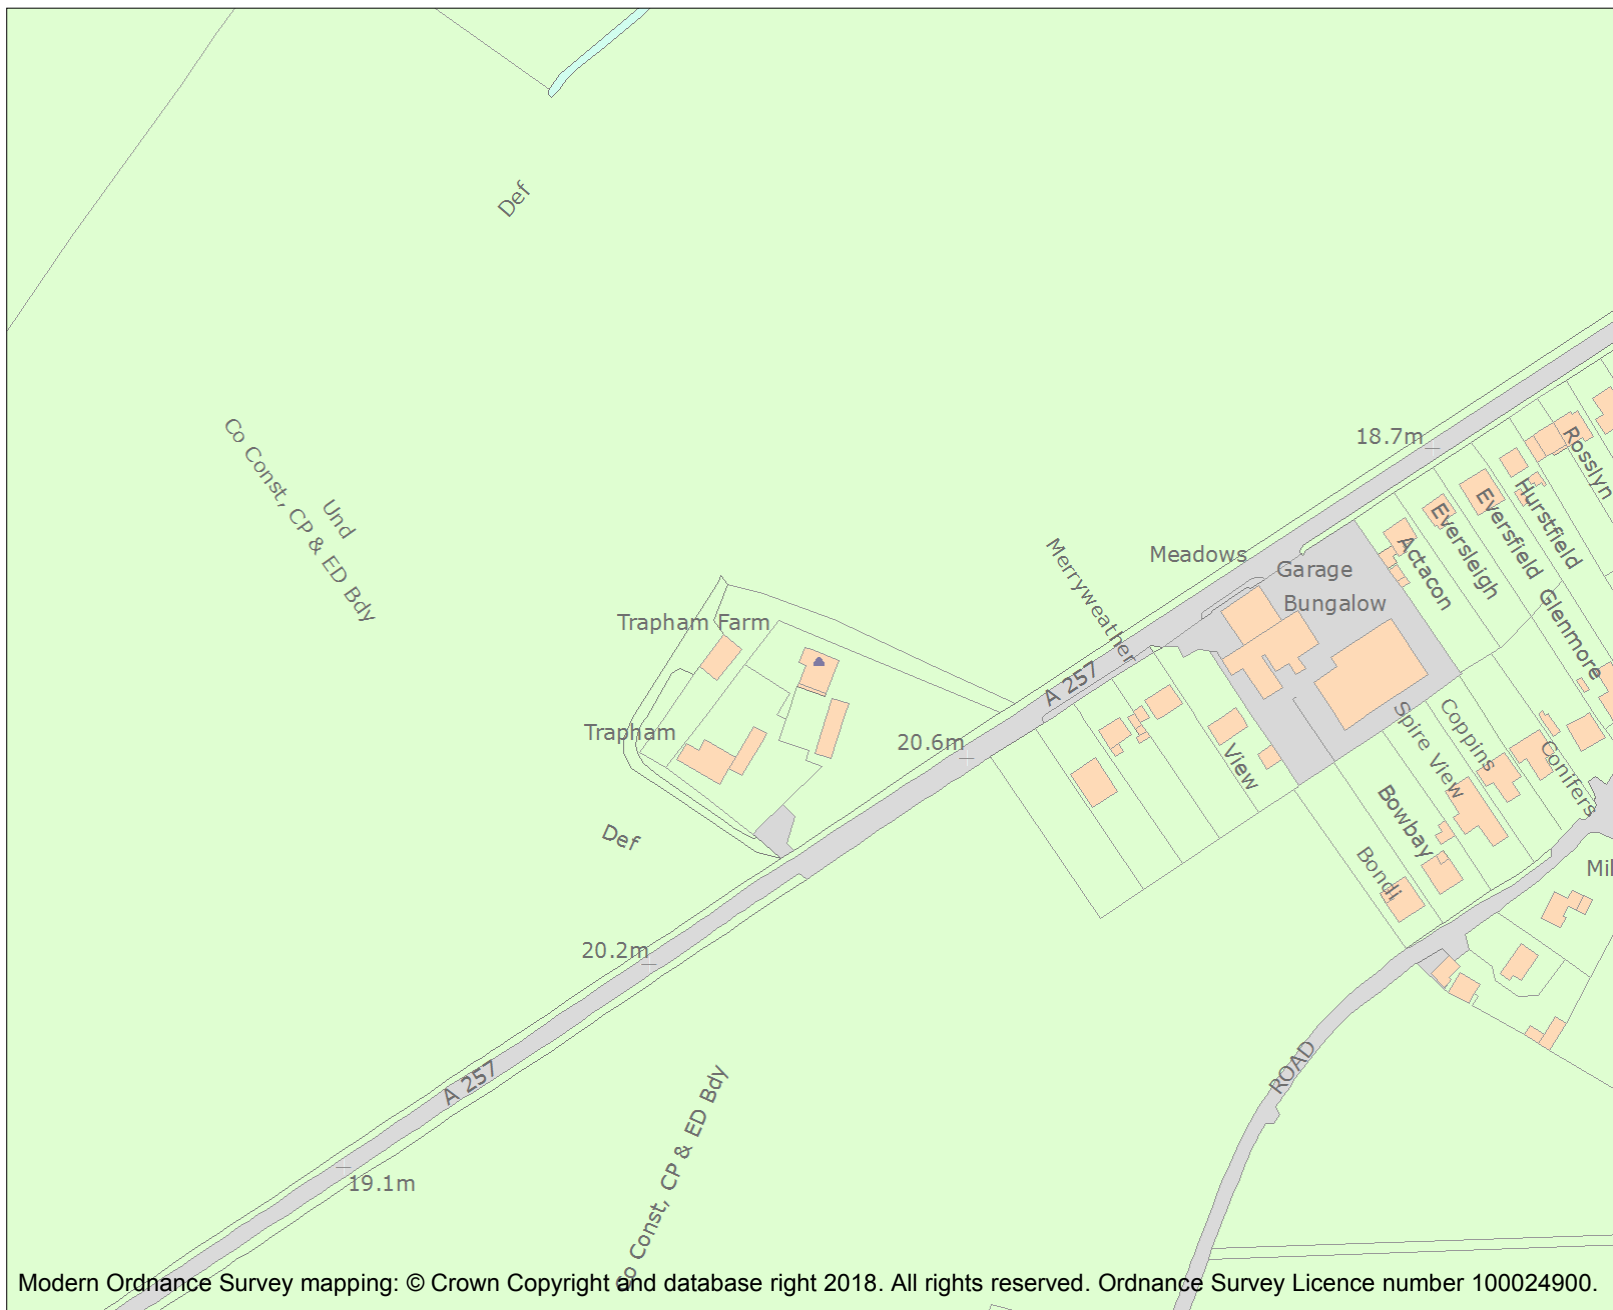 Def
Co Const, CP & ED Bdy
Und
18.7m
Rosslyn
Hurstfield
Eversfield
Eversleigh
Actacon
Glenmore
Meadows
Merryweather
Garage
Bungalow
Trapham Farm
A 257
Trapham
20.6m
View
Spire View
Coppins
Conifers
Bowbay
Bondi
Def
Mil
20.2m
ROAD
A 257
Co Const, CP & ED Bdy
19.1m
Modern Ordnance Survey mapping: © Crown Copyright and database right 2018. All rights reserved. Ordnance Survey Licence number 100024900.